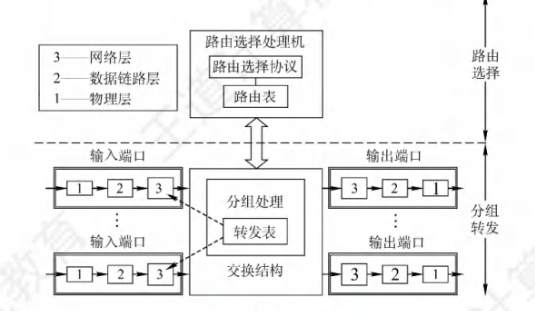 3——网络层
2——数据链路层
1——物理层
路由选择处理机
路由选择协议
路由表
路由
选择
输入端口
1
2
3
⋮
输入端口
1
2
3
分组处理
转发表
交换结构
输出端口
3
2
1
⋮
输出端口
3
2
1
分组
转发